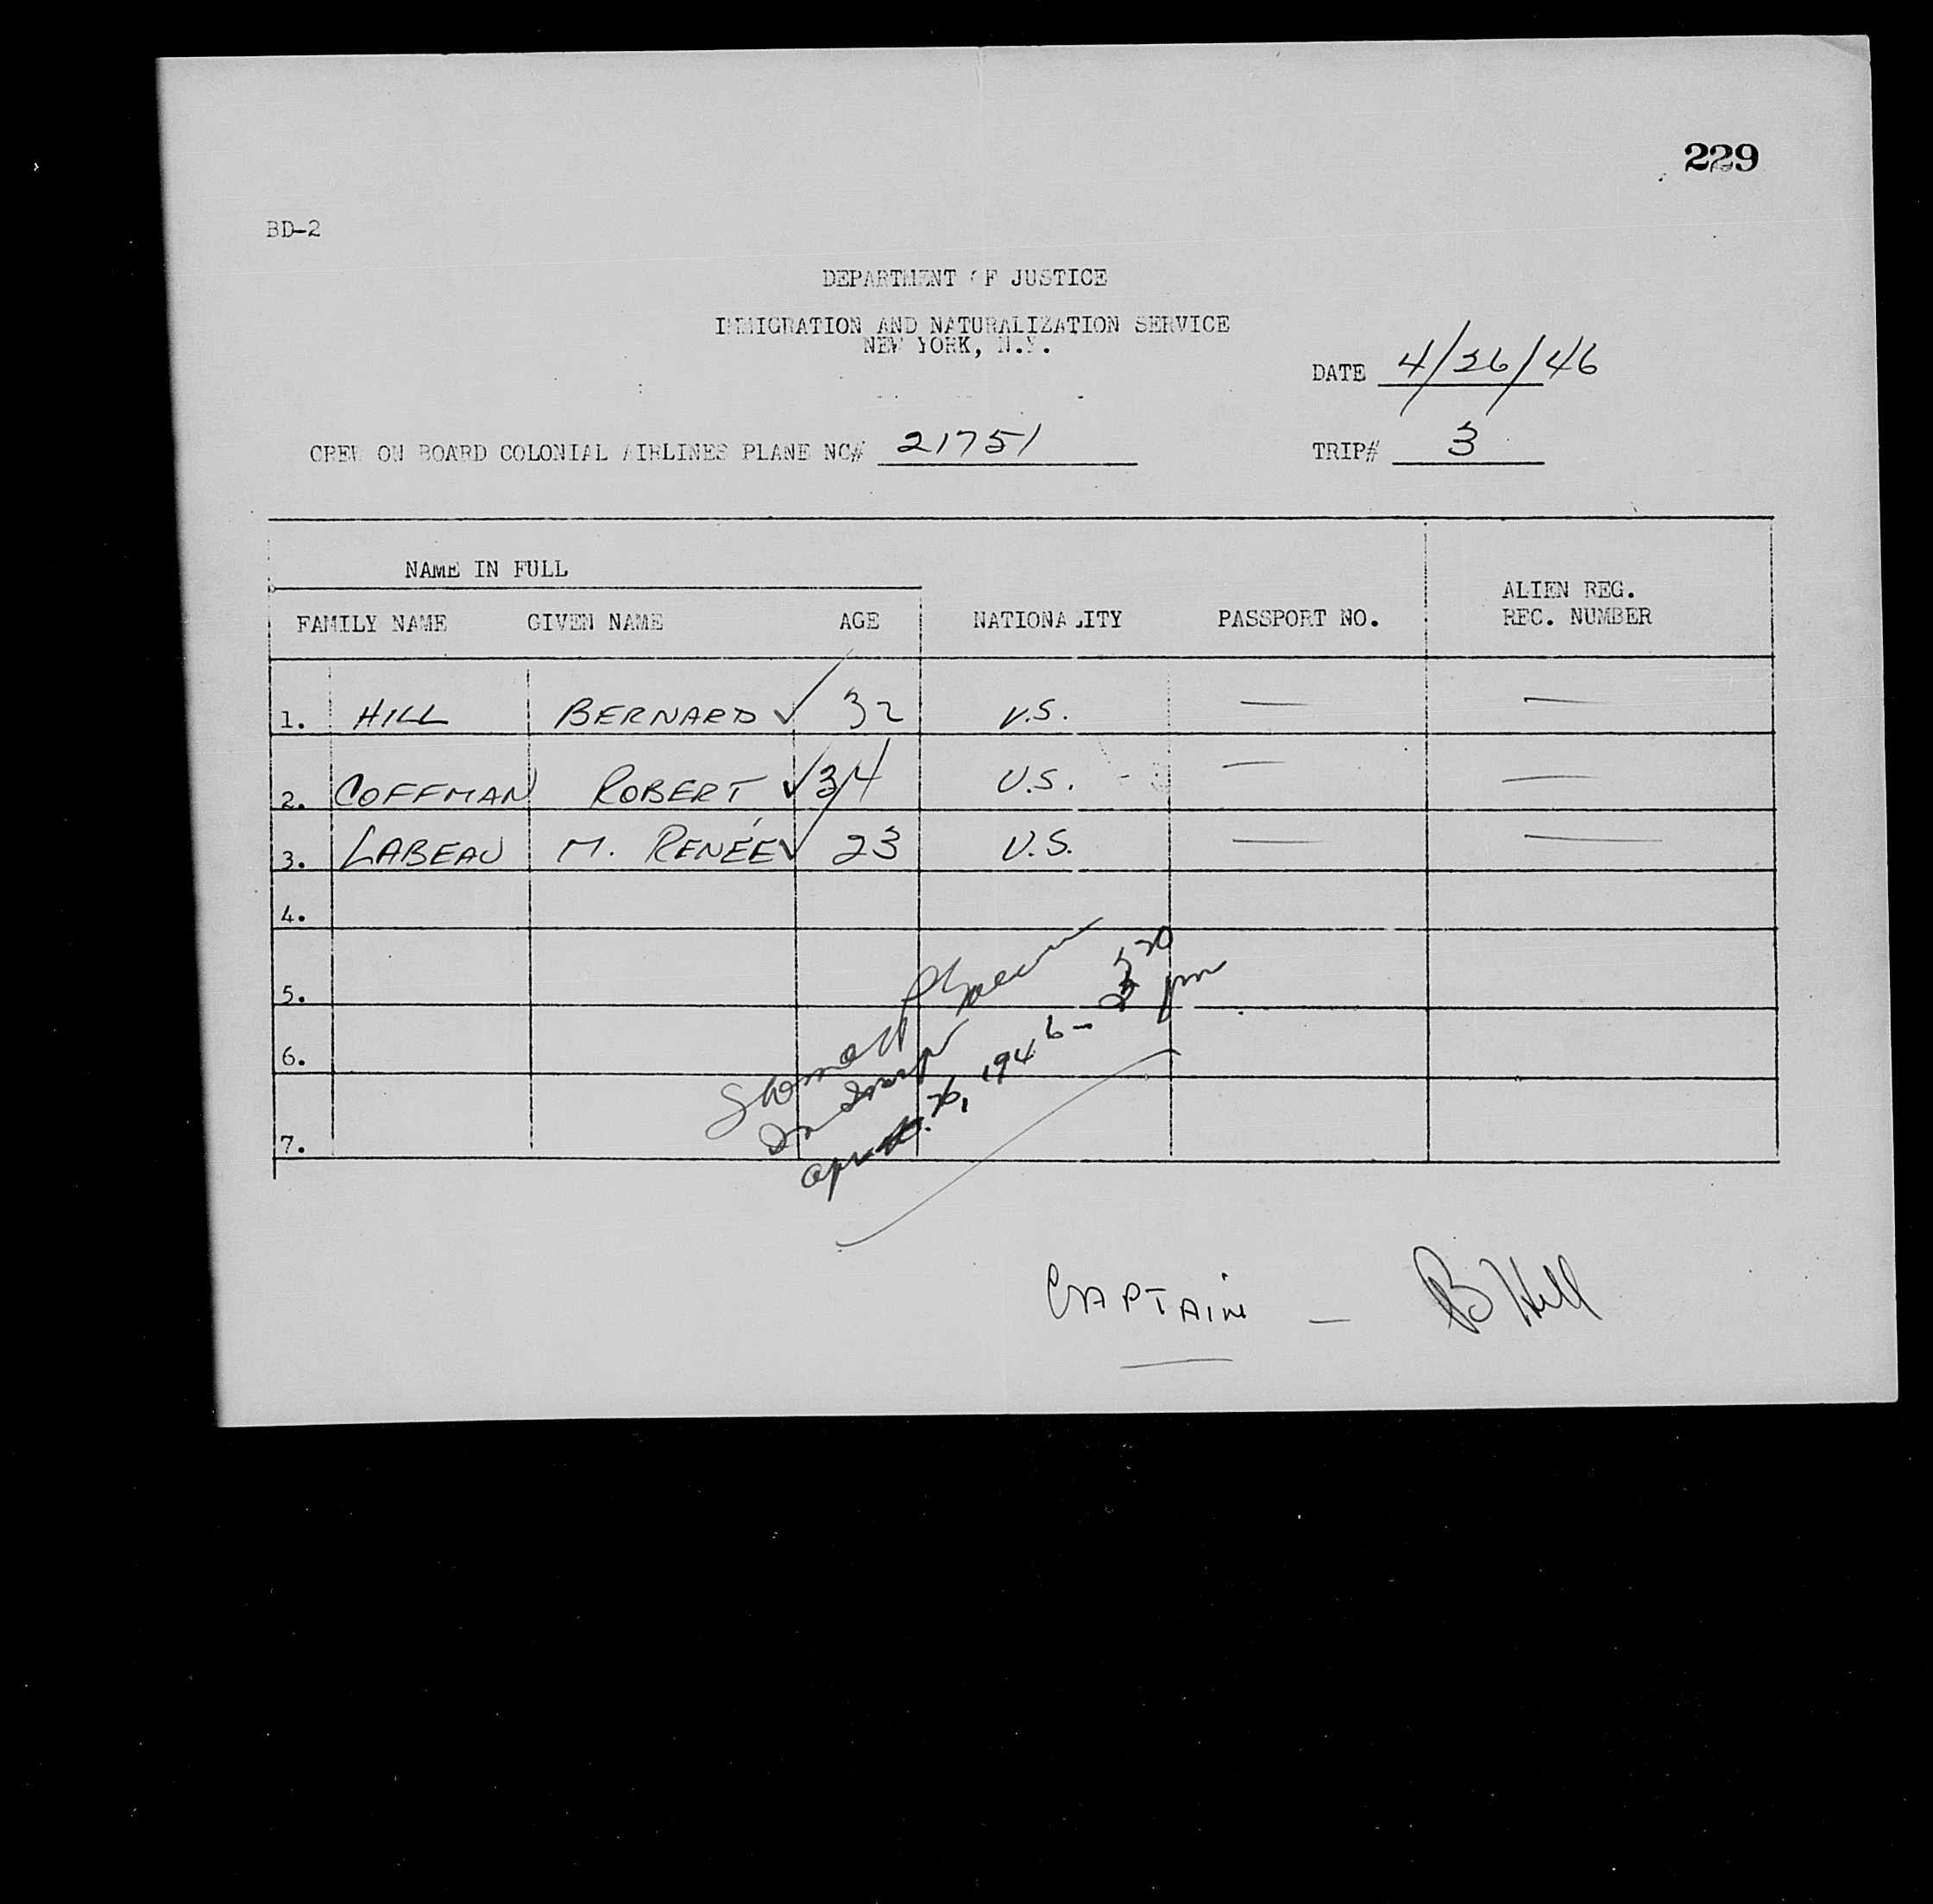 229
BD-2
DEPARTMENT OF JUSTICE
IMMIGRATION AND NATURALIZATION SERVICE
NEW YORK, N.Y.
DATE 4/26/46
CREW ON BOARD COLONIAL AIRLINES PLANE NC# 21751 TRIP# 3
NAME IN FULL
FAMILY NAME GIVEN NAME AGE NATIONALITY PASSPORT NO. ALIEN REG. REC. NUMBER
1. HILL BERNARD ✓ 32 U.S. — —
2. COFFMAN ROBERT ✓ 34 U.S. — —
3. LABEAU M. RENÉE ✓ 23 U.S. — —
4.
5.
6.
7.
Imm Insp
1946 - pm
CAPTAIN — B Hill